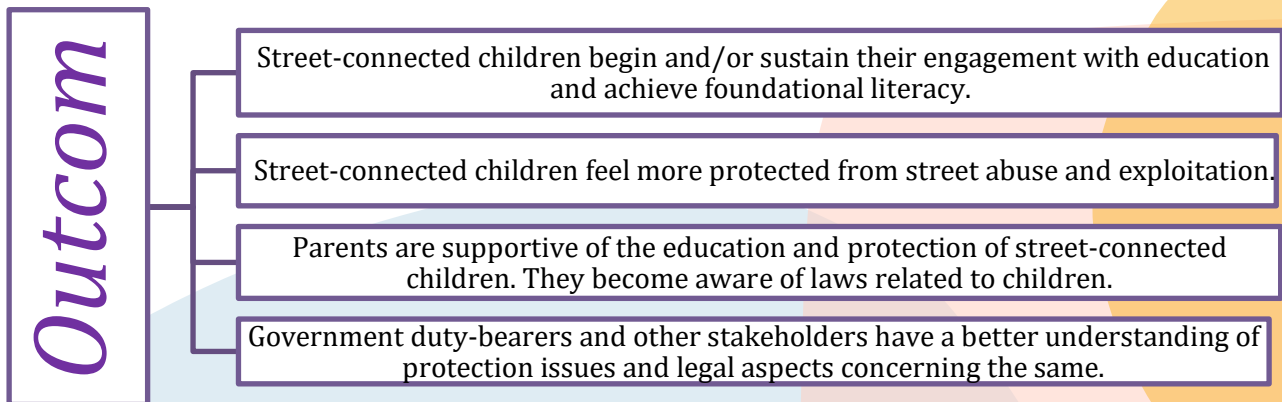 Outcom
Street-connected children begin and/or sustain their engagement with education
and achieve foundational literacy.
Street-connected children feel more protected from street abuse and exploitation.
Parents are supportive of the education and protection of street-connected
children. They become aware of laws related to children.
Government duty-bearers and other stakeholders have a better understanding of
protection issues and legal aspects concerning the same.